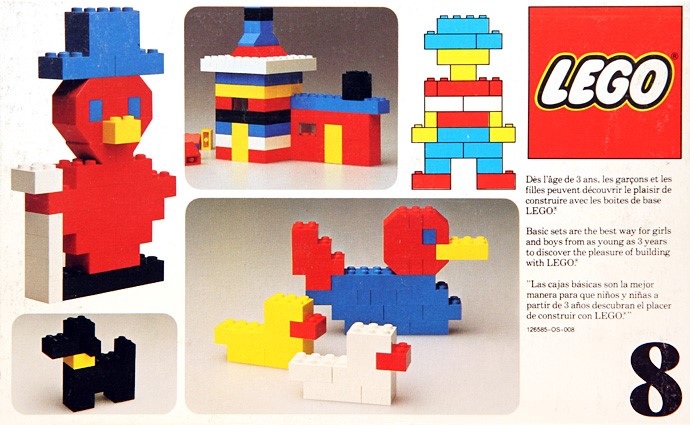 LEGO®
Dès l'âge de 3 ans, les garçons et les
filles peuvent découvrir le plaisir de
construire avec les boites de base
LEGO.®
Basic sets are the best way for girls
and boys from as young as 3 years
to discover the pleasure of building
with LEGO.®
"Las cajas básicas son la mejor
manera para que niños y niñas a
partir de 3 años descubran el placer
de construir con LEGO.®"
126585-OS-008
8